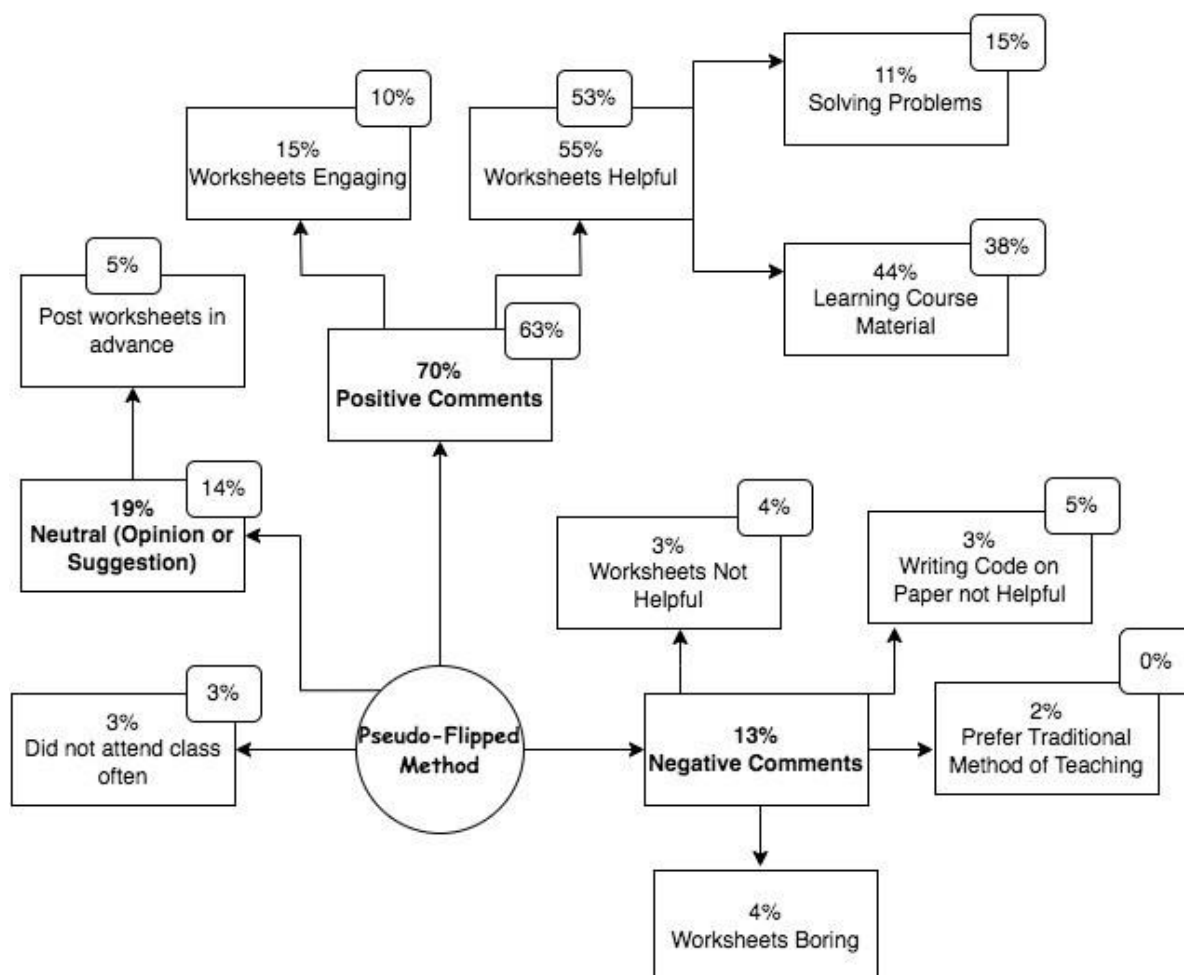 15%
11%
Solving Problems
10%
15%
Worksheets Engaging
53%
55%
Worksheets Helpful
38%
44%
Learning Course
Material
5%
Post worksheets in
advance
63%
70%
Positive Comments
14%
19%
Neutral (Opinion or
Suggestion)
4%
3%
Worksheets Not
Helpful
5%
3%
Writing Code on
Paper not Helpful
3%
3%
Did not attend class
often
Pseudo-Flipped
Method
13%
Negative Comments
0%
2%
Prefer Traditional
Method of Teaching
4%
Worksheets Boring